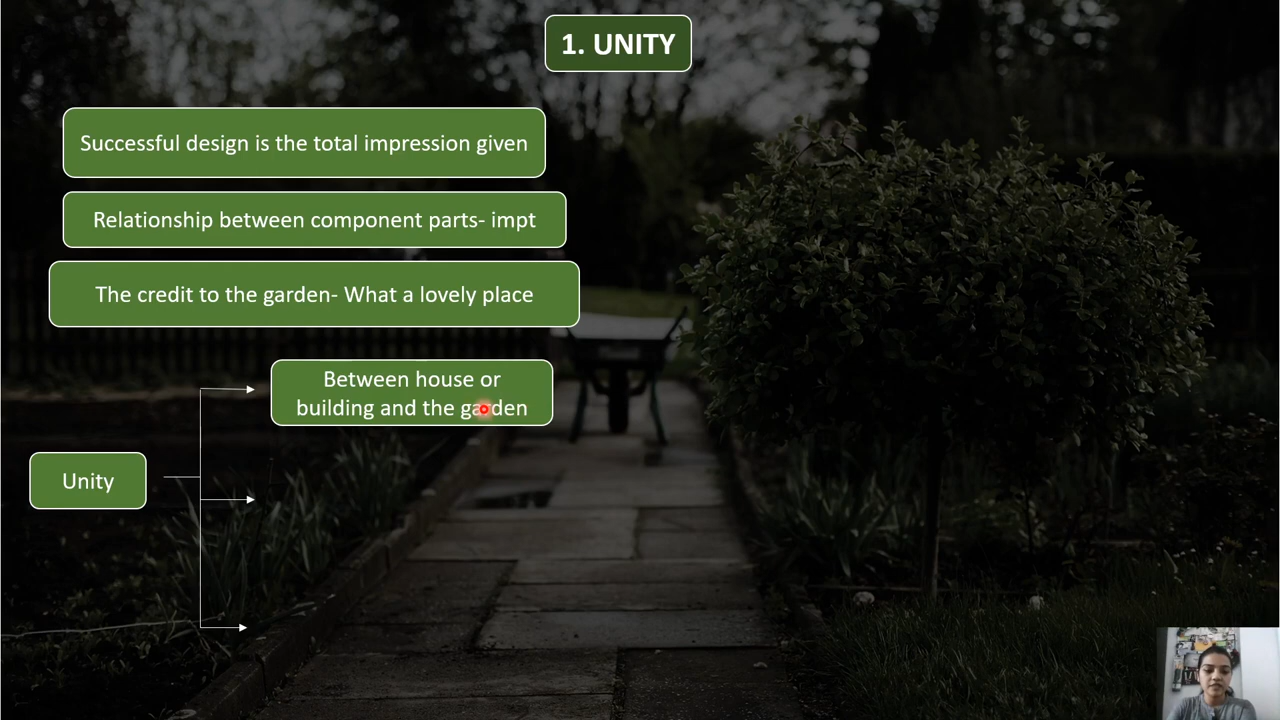 1. UNITY
Successful design is the total impression given
Relationship between component parts- impt
The credit to the garden- What a lovely place
Between house or
building and the garden
Unity